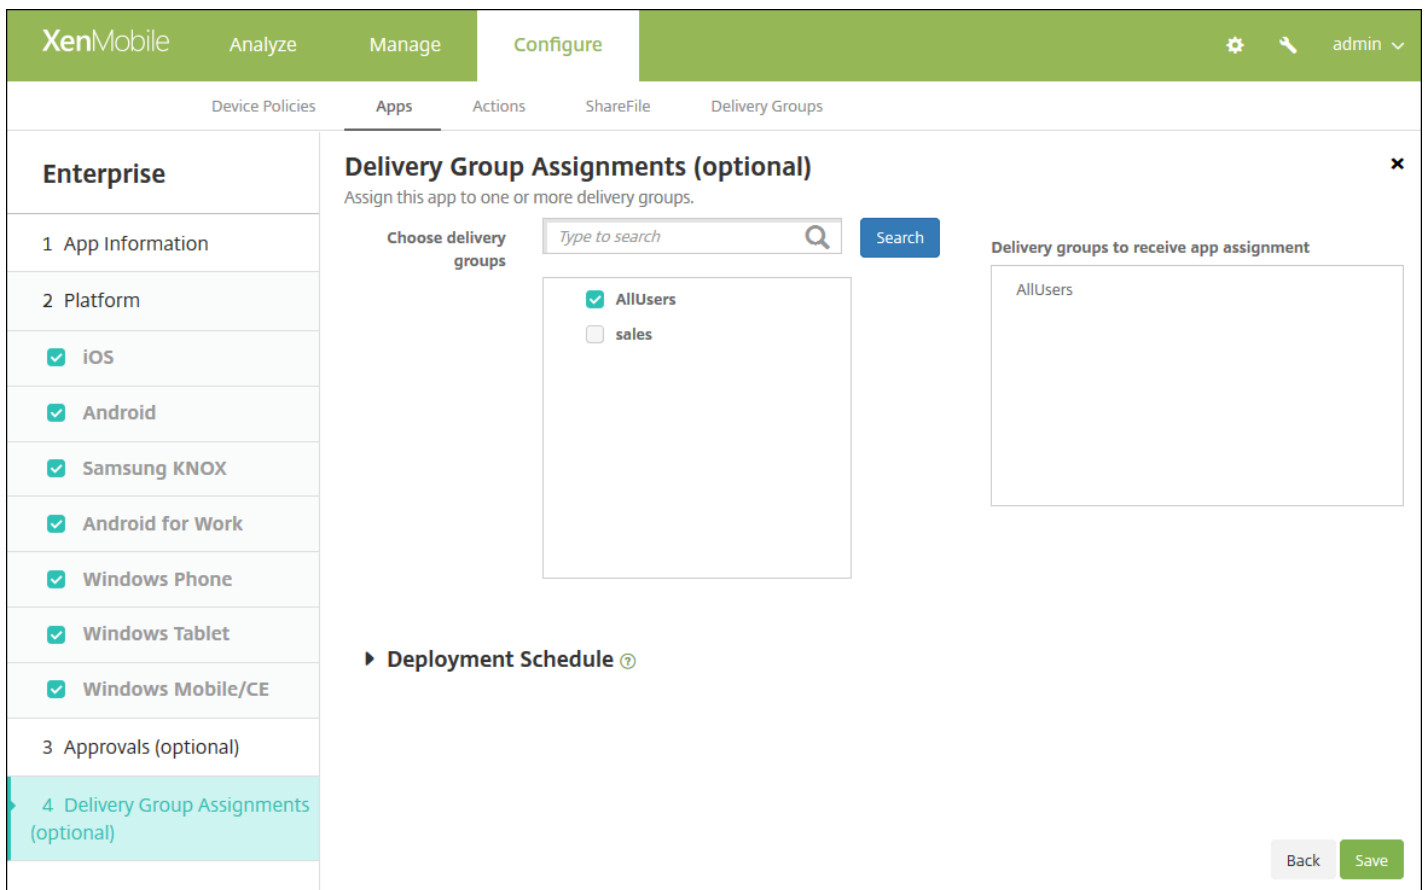 XenMobile Analyze Manage Configure admin
Device Policies Apps Actions ShareFile Delivery Groups
Enterprise
1 App Information
2 Platform
iOS
Android
Samsung KNOX
Android for Work
Windows Phone
Windows Tablet
Windows Mobile/CE
3 Approvals (optional)
4 Delivery Group Assignments
(optional)
Delivery Group Assignments (optional)
Assign this app to one or more delivery groups.
Choose delivery
groups
Type to search
Search
AllUsers
sales
Delivery groups to receive app assignment
AllUsers
Deployment Schedule ?
Back Save